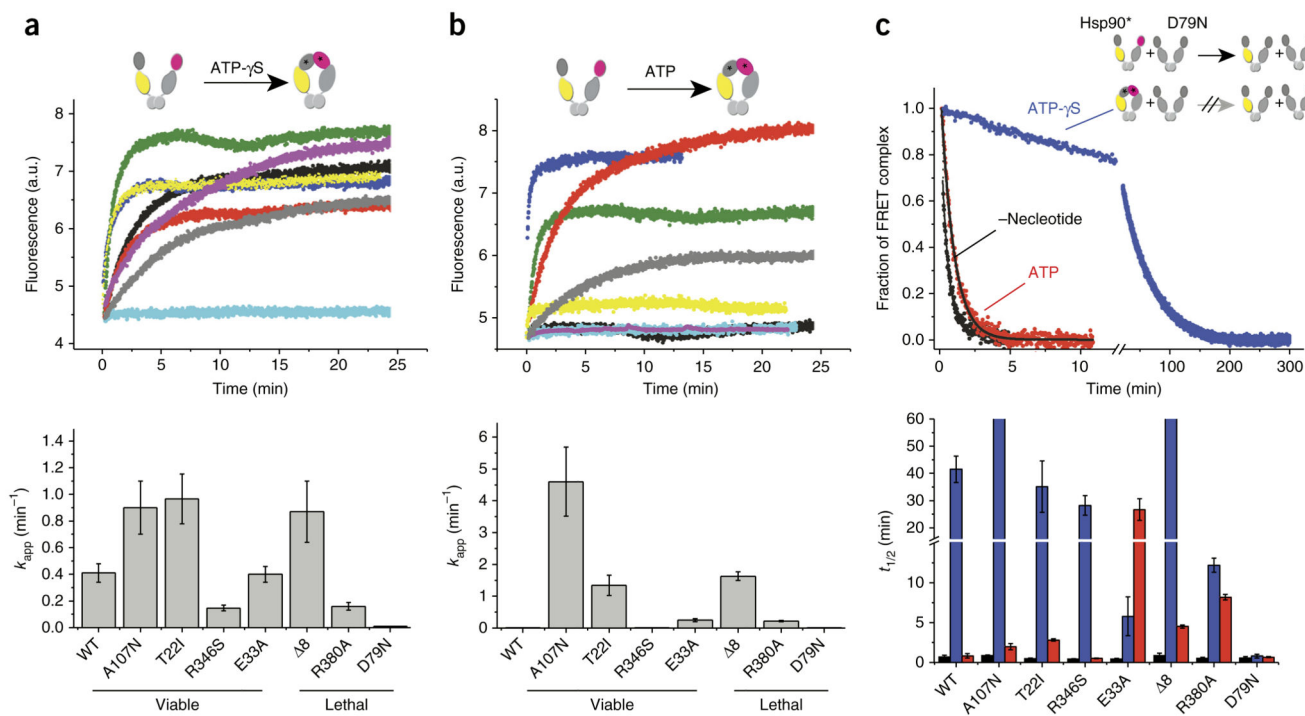 a
ATP-γS
Fluorescence (a.u.)
8
7
6
5
4
0 5 10 15 20 25
Time (min)
k_app (min⁻¹)
1.4
1.2
1.0
0.8
0.6
0.4
0.2
0
WT A107N T22I R346S E33A Δ8 R380A D79N
Viable Lethal
b
ATP
Fluorescence (a.u.)
8
7
6
5
0 5 10 15 20 25
Time (min)
k_app (min⁻¹)
6
5
4
3
2
1
0
WT A107N T22I R346S E33A Δ8 R380A D79N
Viable Lethal
c
Hsp90* D79N
+ +
+ +
ATP-γS
–Necleotide
ATP
Fraction of FRET complex
1.0
0.8
0.6
0.4
0.2
0.0
0 5 10 100 200 300
Time (min)
t_1/2 (min)
60
50
40
30
20
10
5
0
WT A107N T22I R346S E33A Δ8 R380A D79N